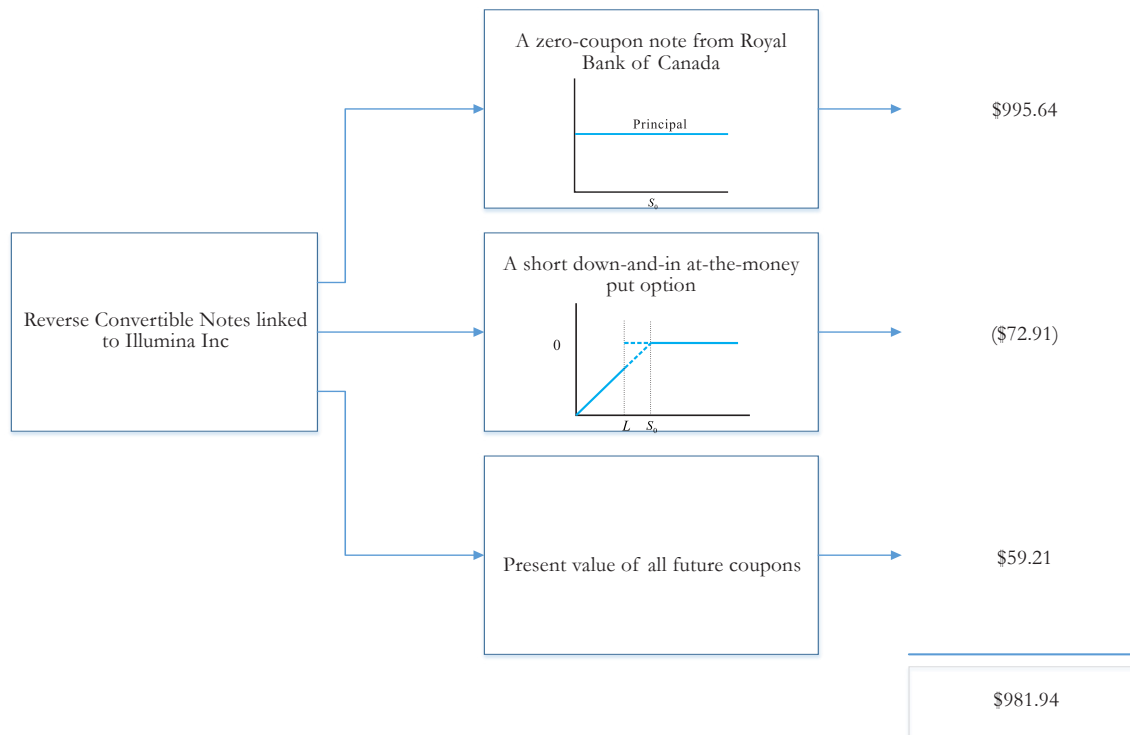 A zero-coupon note from Royal
Bank of Canada
Principal
S₀
$995.64
Reverse Convertible Notes linked
to Illumina Inc
A short down-and-in at-the-money
put option
0
L S₀
($72.91)
Present value of all future coupons
$59.21
$981.94